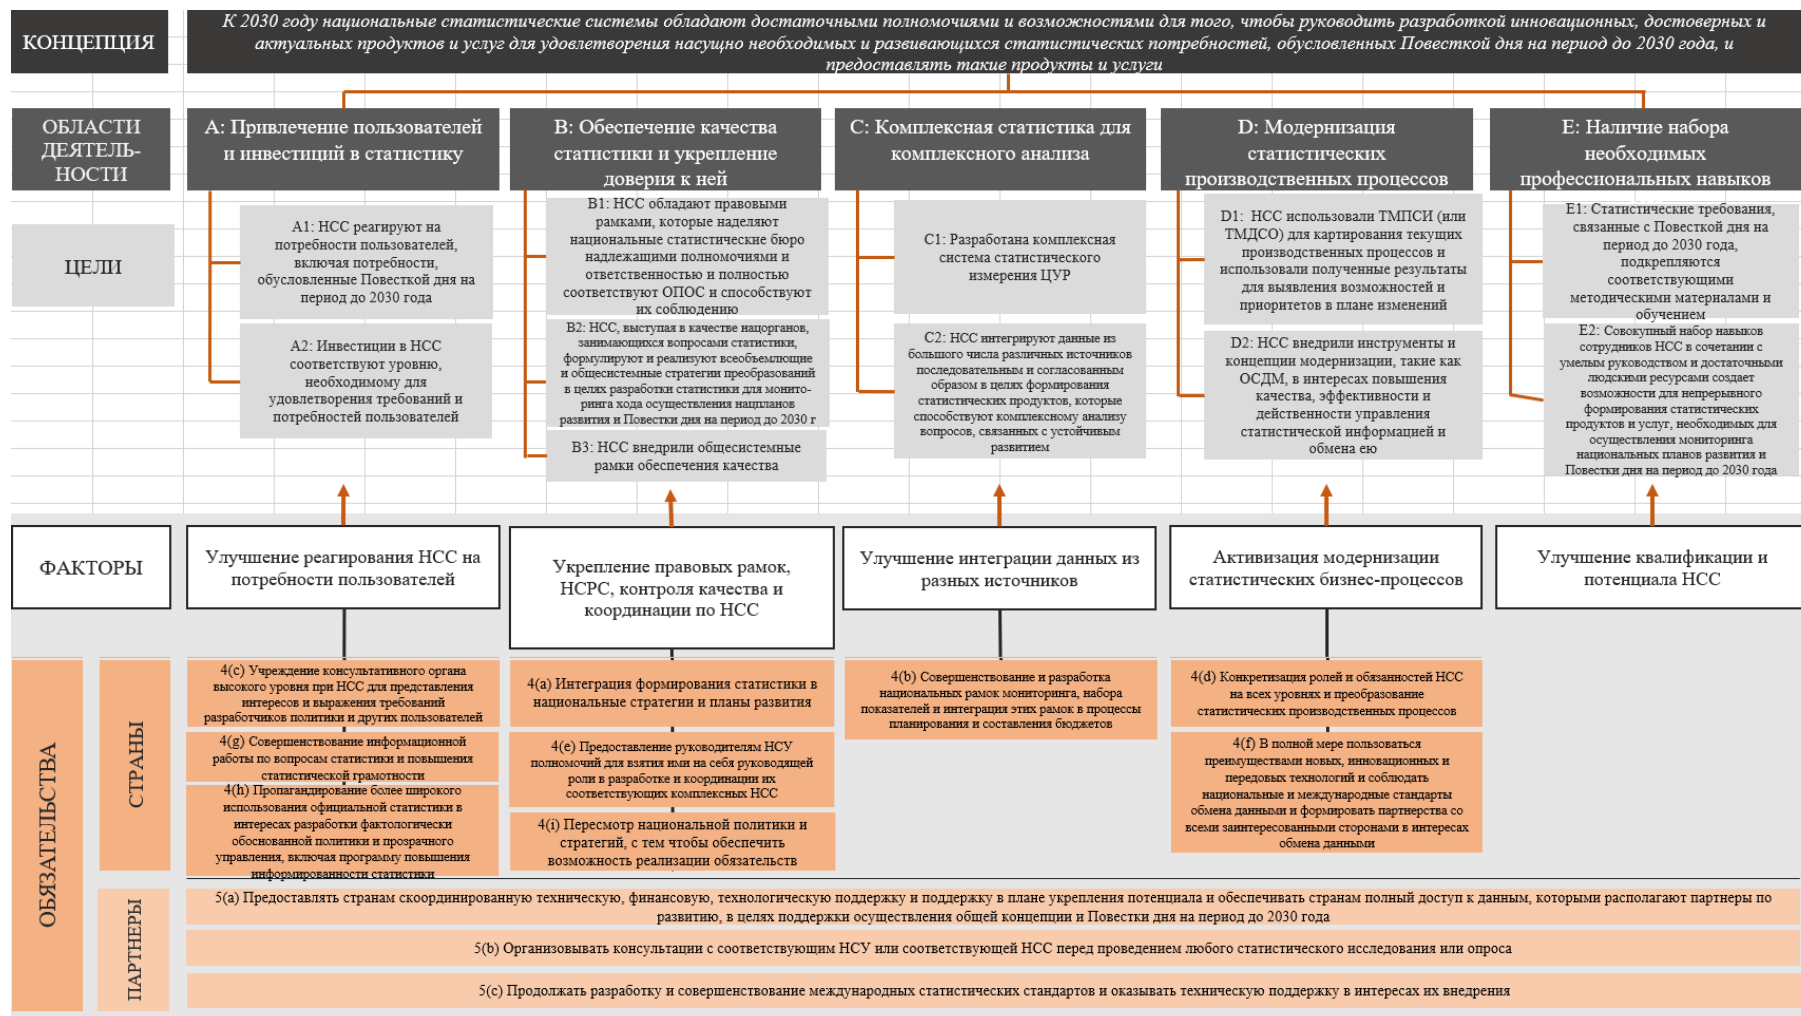 КОНЦЕПЦИЯ
К 2030 году национальные статистические системы обладают достаточными полномочиями и возможностями для того, чтобы руководить разработкой инновационных, достоверных и
актуальных продуктов и услуг для удовлетворения насущно необходимых и развивающихся статистических потребностей, обусловленных Повесткой дня на период до 2030 года, и
предоставлять такие продукты и услуги
ОБЛАСТИ
ДЕЯТЕЛЬ-
НОСТИ
A: Привлечение пользователей
и инвестиций в статистику
B: Обеспечение качества
статистики и укрепление
доверия к ней
C: Комплексная статистика для
комплексного анализа
D: Модернизация
статистических
производственных процессов
E: Наличие набора
необходимых
профессиональных навыков
ЦЕЛИ
A1: НСС реагируют на
потребности пользователей,
включая потребности,
обусловленные Повесткой дня на
период до 2030 года
A2: Инвестиции в НСС
соответствуют уровню,
необходимому для
удовлетворения требований и
потребностей пользователей
B1: НСС обладают правовыми
рамками, которые наделяют
национальные статистические бюро
надлежащими полномочиями и
ответственностью и полностью
соответствуют ОПОС и способствуют
их соблюдению
B2: НСС, выступая в качестве нацорганов,
занимающихся вопросами статистики,
формулируют и реализуют всеобъемлющие
и общесистемные стратегии преобразований
в целях разработки статистики для монито-
ринга хода осуществления нацпланов
развития и Повестки дня на период до 2030 г
B3: НСС внедрили общесистемные
рамки обеспечения качества
C1: Разработана комплексная
система статистического
измерения ЦУР
C2: НСС интегрируют данные из
большого числа различных источников
последовательным и согласованным
образом в целях формирования
статистических продуктов, которые
способствуют комплексному анализу
вопросов, связанных с устойчивым
развитием
D1: НСС использовали ТМПСИ (или
ТМДСО) для картирования текущих
производственных процессов и
использовали полученные результаты
для выявления возможностей и
приоритетов в плане изменений
D2: НСС внедрили инструменты и
концепции модернизации, такие как
ОСДМ, в интересах повышения
качества, эффективности и
действенности управления
статистической информацией и
обмена ею
E1: Статистические требования,
связанные с Повесткой дня на
период до 2030 года,
подкрепляются
соответствующими
методическими материалами и
обучением
E2: Совокупный набор навыков
сотрудников НСС в сочетании с
умелым руководством и достаточными
людскими ресурсами создает
возможности для непрерывного
формирования статистических
продуктов и услуг, необходимых для
осуществления мониторинга
национальных планов развития и
Повестки дня на период до 2030 года
ФАКТОРЫ
Улучшение реагирования НСС на
потребности пользователей
Укрепление правовых рамок,
НСРС, контроля качества и
координации по НСС
Улучшение интеграции данных из
разных источников
Активизация модернизации
статистических бизнес-процессов
Улучшение квалификации и
потенциала НСС
ОБЯЗАТЕЛЬСТВА
СТРАНЫ
4(c) Учреждение консультативного органа
высокого уровня при НСС для представления
интересов и выражения требований
разработчиков политики и других пользователей
4(g) Совершенствование информационной
работы по вопросам статистики и повышения
статистической грамотности
4(h) Пропагандирование более широкого
использования официальной статистики в
интересах разработки фактологически
обоснованной политики и прозрачного
управления, включая программу повышения
информированности статистики
4(a) Интеграция формирования статистики в
национальные стратегии и планы развития
4(e) Предоставление руководителям НСУ
полномочий для взятия ими на себя руководящей
роли в разработке и координации их
соответствующих комплексных НСС
4(i) Пересмотр национальной политики и
стратегий, с тем чтобы обеспечить
возможность реализации обязательств
4(b) Совершенствование и разработка
национальных рамок мониторинга, набора
показателей и интеграция этих рамок в процессы
планирования и составления бюджетов
4(d) Конкретизация ролей и обязанностей НСС
на всех уровнях и преобразование
статистических производственных процессов
4(f) В полной мере пользоваться
преимуществами новых, инновационных и
передовых технологий и соблюдать
национальные и международные стандарты
обмена данными и формировать партнерства со
всеми заинтересованными сторонами в интересах
обмена данными
ПАРТНЕРЫ
5(a) Предоставлять странам скоординированную техническую, финансовую, технологическую поддержку и поддержку в плане укрепления потенциала и обеспечивать странам полный доступ к данным, которыми располагают партнеры по
развитию, в целях поддержки осуществления общей концепции и Повестки дня на период до 2030 года
5(b) Организовывать консультации с соответствующим НСУ или соответствующей НСС перед проведением любого статистического исследования или опроса
5(c) Продолжать разработку и совершенствование международных статистических стандартов и оказывать техническую поддержку в интересах их внедрения